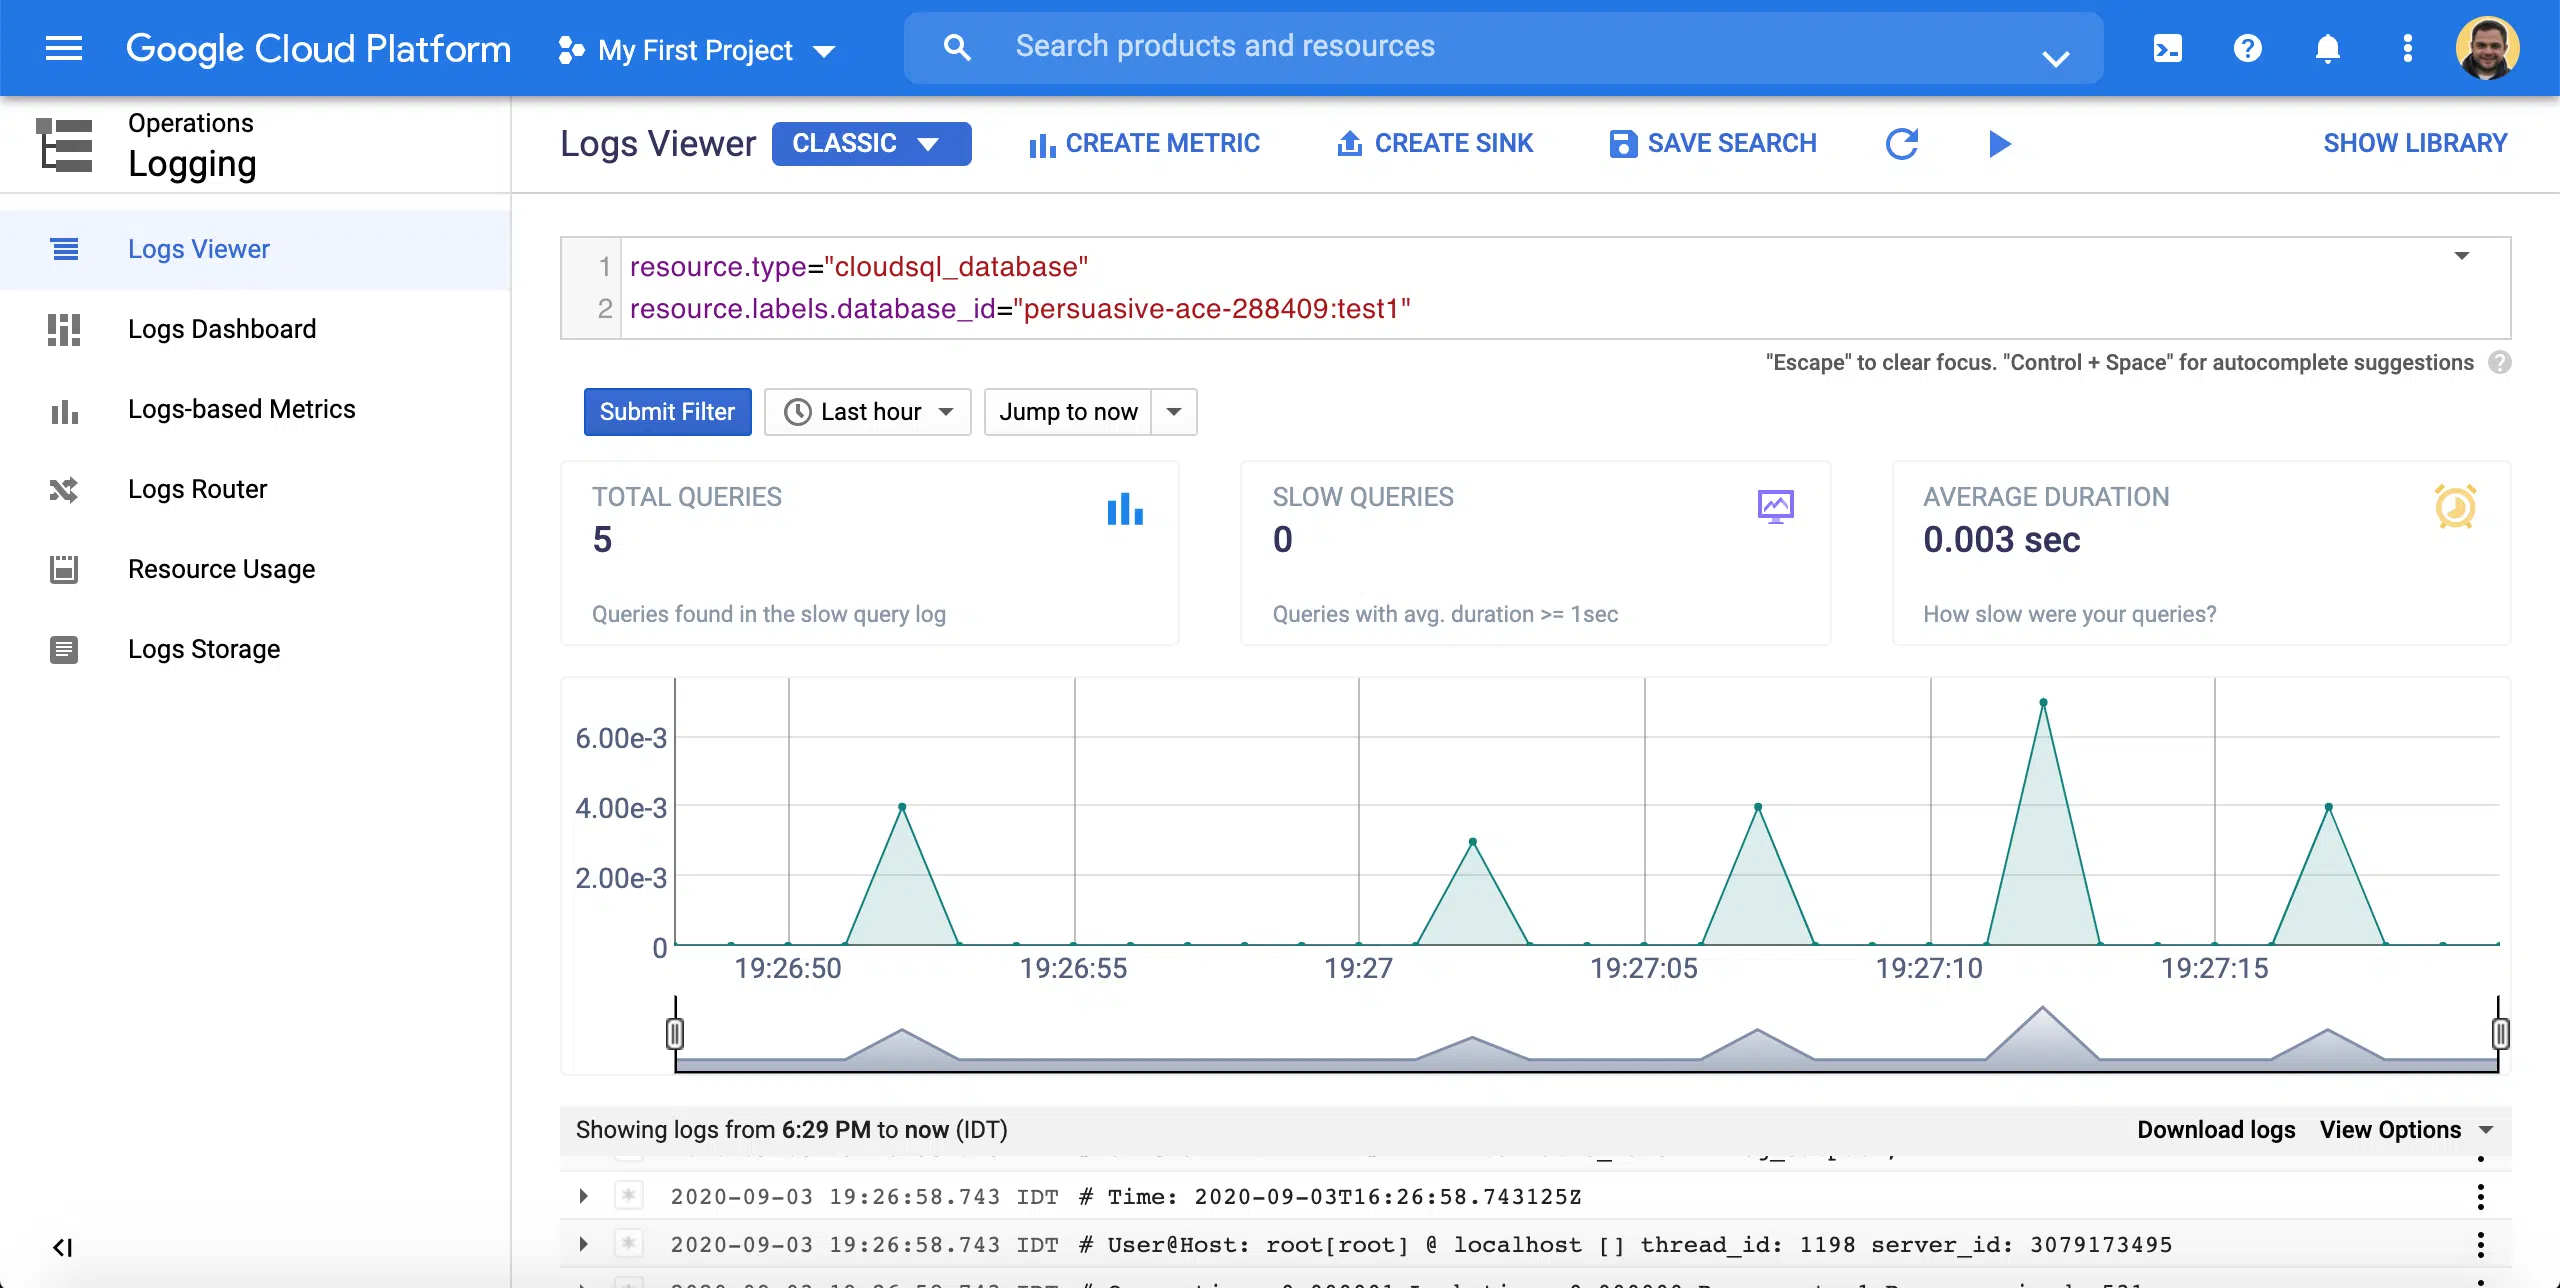 Google Cloud Platform
My First Project
Search products and resources
Operations
Logging
Logs Viewer
Logs Dashboard
Logs-based Metrics
Logs Router
Resource Usage
Logs Storage
Logs Viewer CLASSIC CREATE METRIC CREATE SINK SAVE SEARCH SHOW LIBRARY
1 resource.type="cloudsql_database"
2 resource.labels.database_id="persuasive-ace-288409:test1"
"Escape" to clear focus. "Control + Space" for autocomplete suggestions ?
Submit Filter Last hour Jump to now
TOTAL QUERIES
5
Queries found in the slow query log
SLOW QUERIES
0
Queries with avg. duration >= 1sec
AVERAGE DURATION
0.003 sec
How slow were your queries?
6.00e-3
4.00e-3
2.00e-3
0
19:26:50 19:26:55 19:27 19:27:05 19:27:10 19:27:15
Showing logs from 6:29 PM to now (IDT) Download logs View Options
2020-09-03 19:26:58.743 IDT # Time: 2020-09-03T16:26:58.743125Z
2020-09-03 19:26:58.743 IDT # User@Host: root[root] @ localhost [] thread_id: 1198 server_id: 3079173495